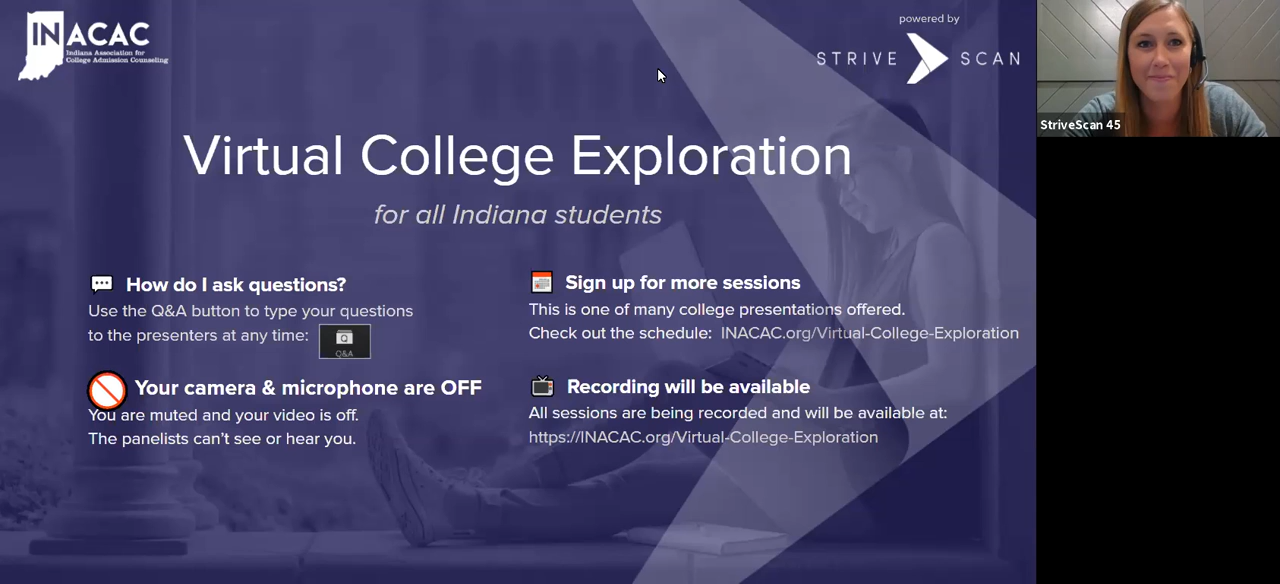 INACAC
Indiana Association for
College Admission Counseling
powered by
STRIVE SCAN
StriveScan 45
Virtual College Exploration
for all Indiana students
How do I ask questions?
Use the Q&A button to type your questions
to the presenters at any time:
Q
Q&A
Your camera & microphone are OFF
You are muted and your video is off.
The panelists can’t see or hear you.
Sign up for more sessions
This is one of many college presentations offered.
Check out the schedule: INACAC.org/Virtual-College-Exploration
Recording will be available
All sessions are being recorded and will be available at:
https://INACAC.org/Virtual-College-Exploration